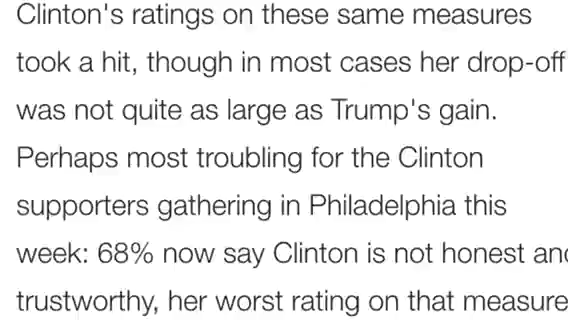 Clinton's ratings on these same measures
took a hit, though in most cases her drop-off
was not quite as large as Trump's gain.
Perhaps most troubling for the Clinton
supporters gathering in Philadelphia this
week: 68% now say Clinton is not honest and
trustworthy, her worst rating on that measure